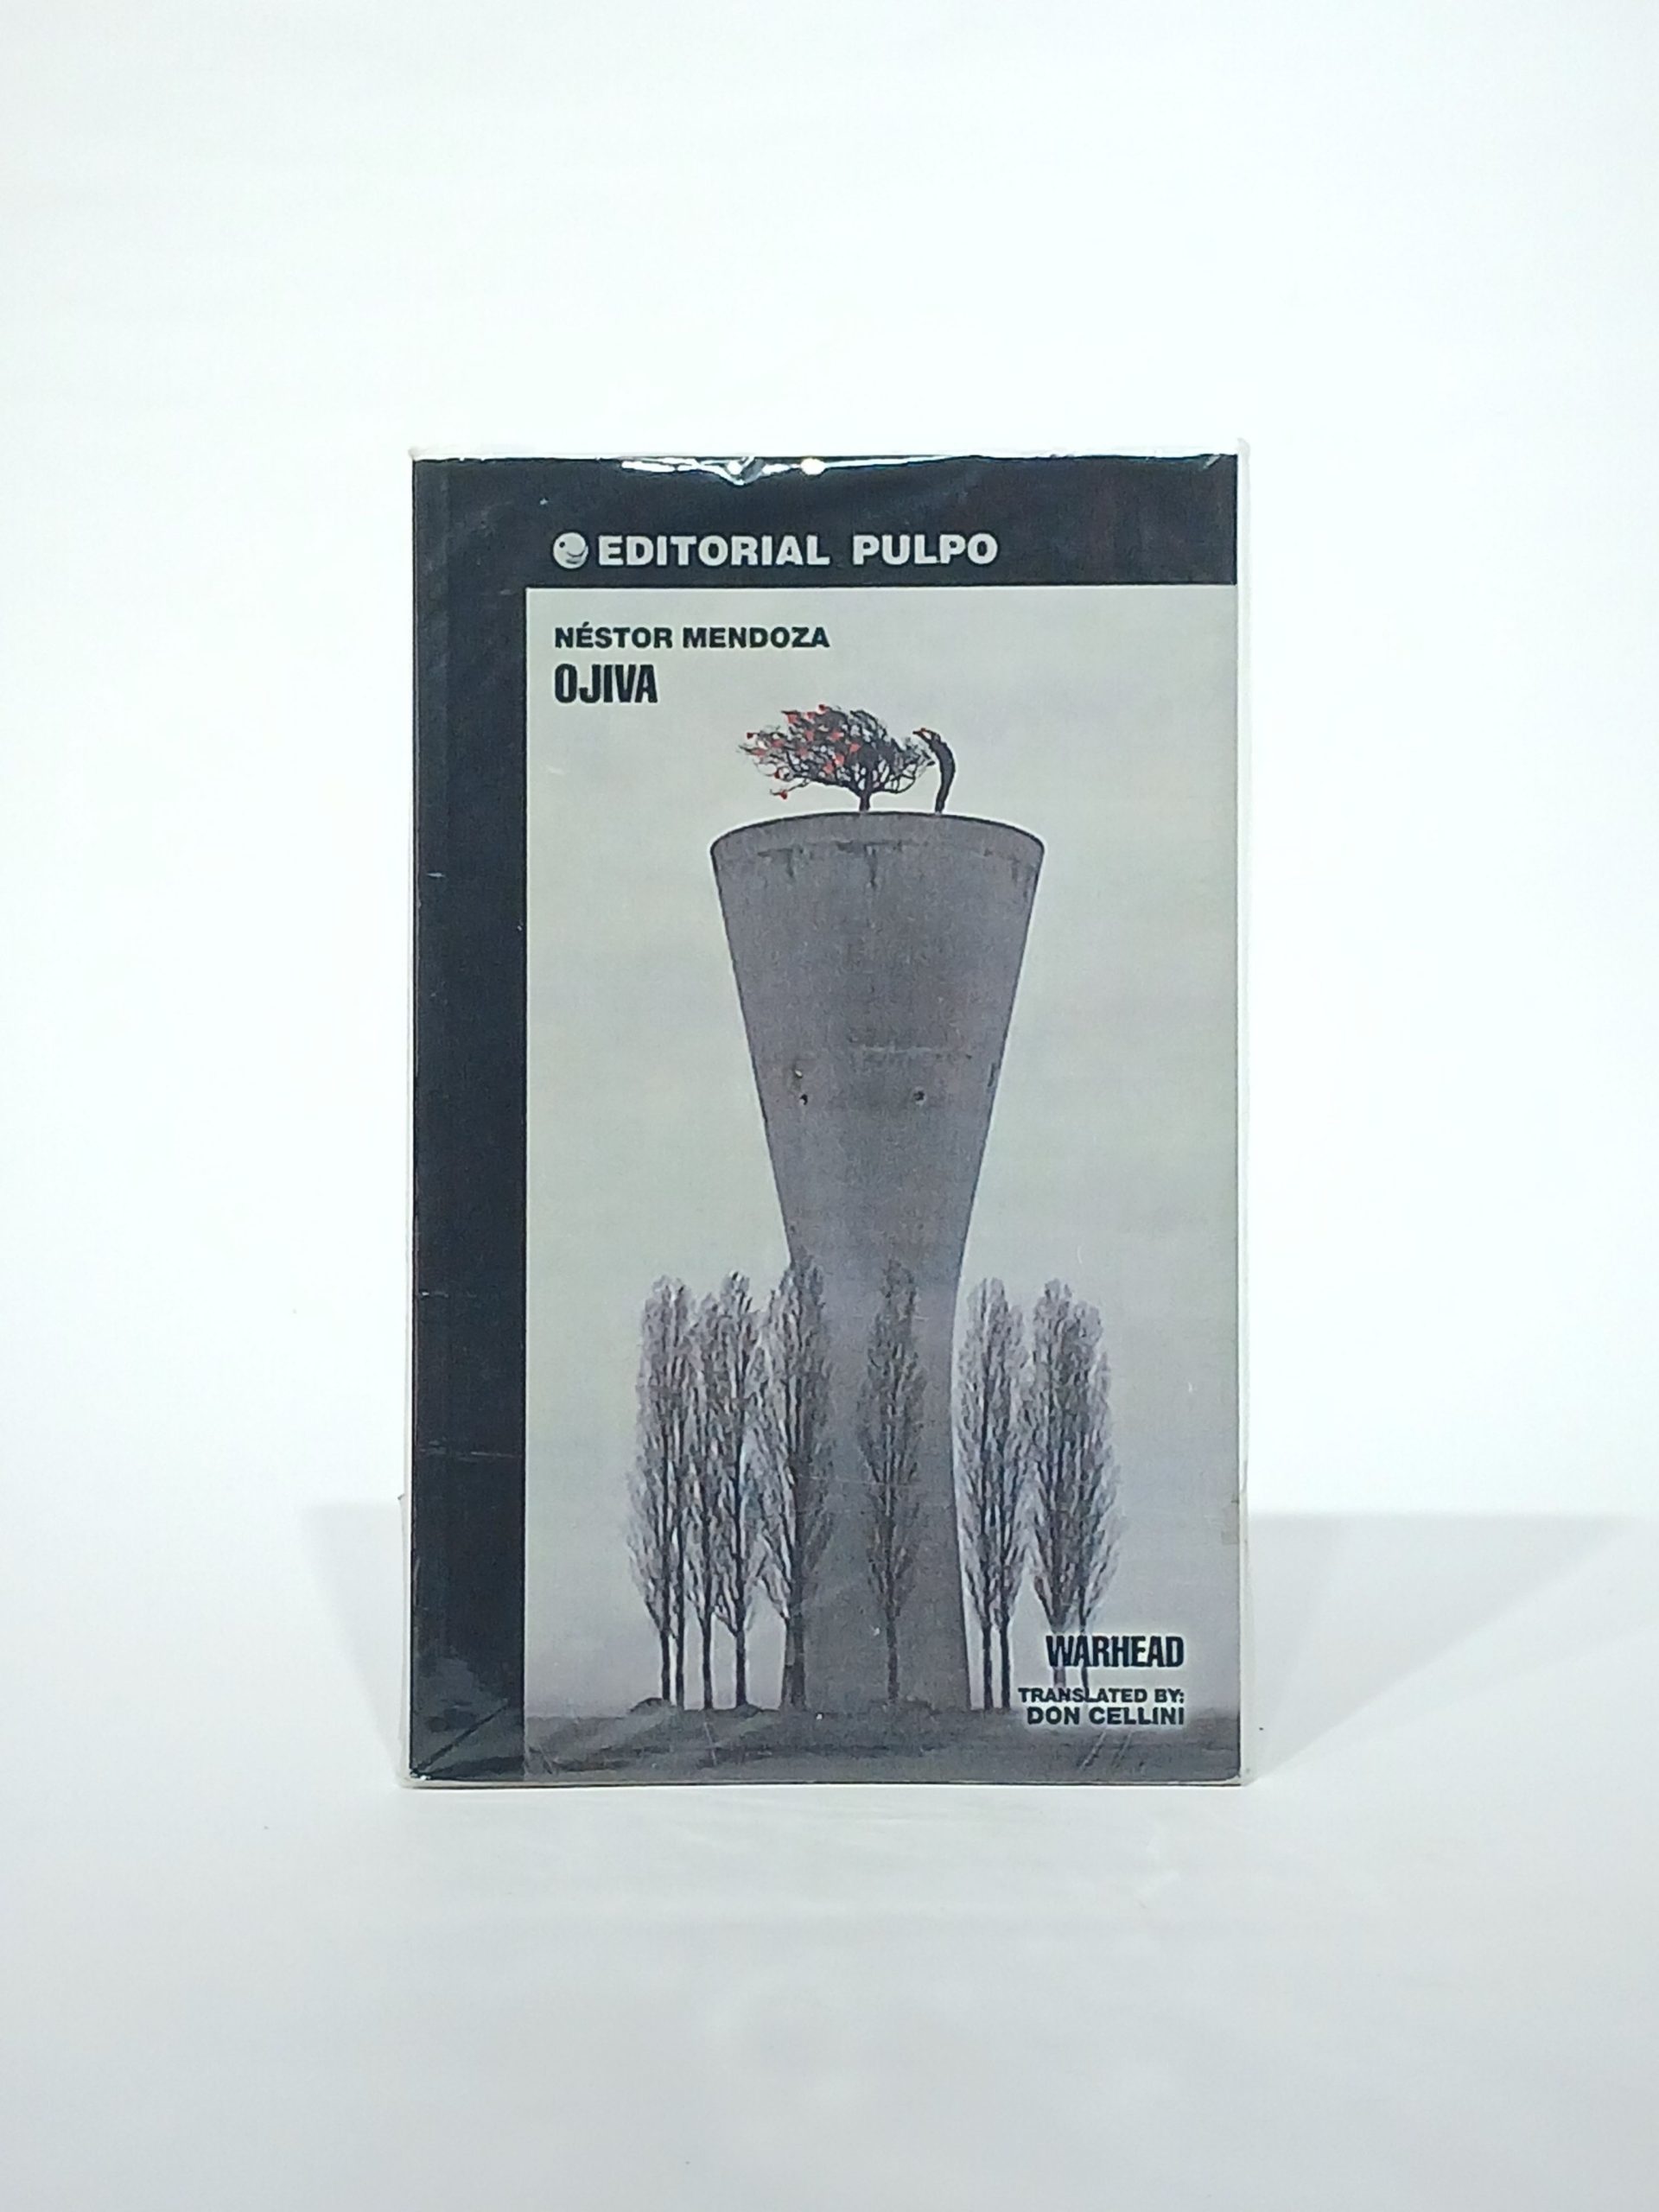 EDITORIAL PULPO
NÉSTOR MENDOZA
OJIVA
WARHEAD
TRANSLATED BY:
DON CELLINI